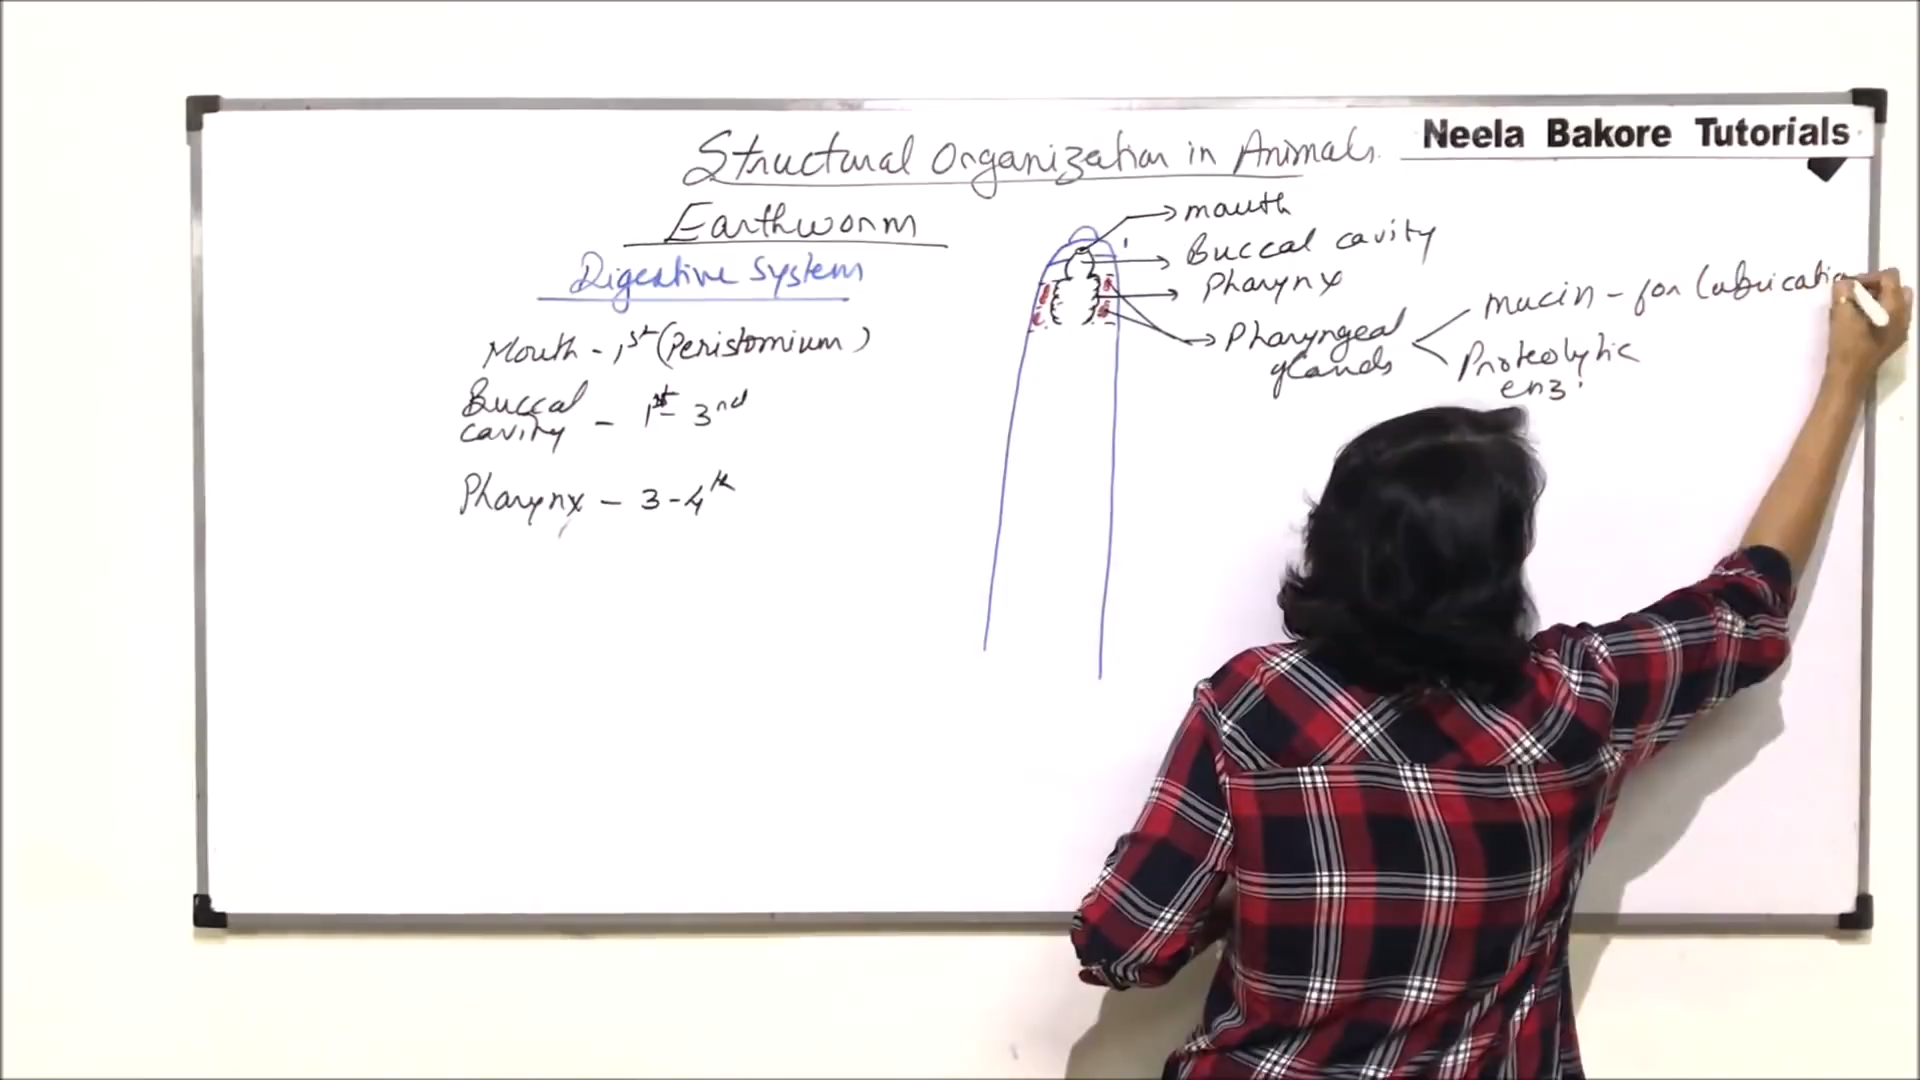 Neela Bakore Tutorials
Structural Organization in Animals.
Earthworm
Digestive System
Mouth - 1st (Peristomium)
Buccal
cavity - 1st - 3rd
Pharynx - 3-4th
mouth
1
Buccal cavity
Pharynx
Pharyngeal
glands
mucin - for Lubrication
Proteolytic
enz.